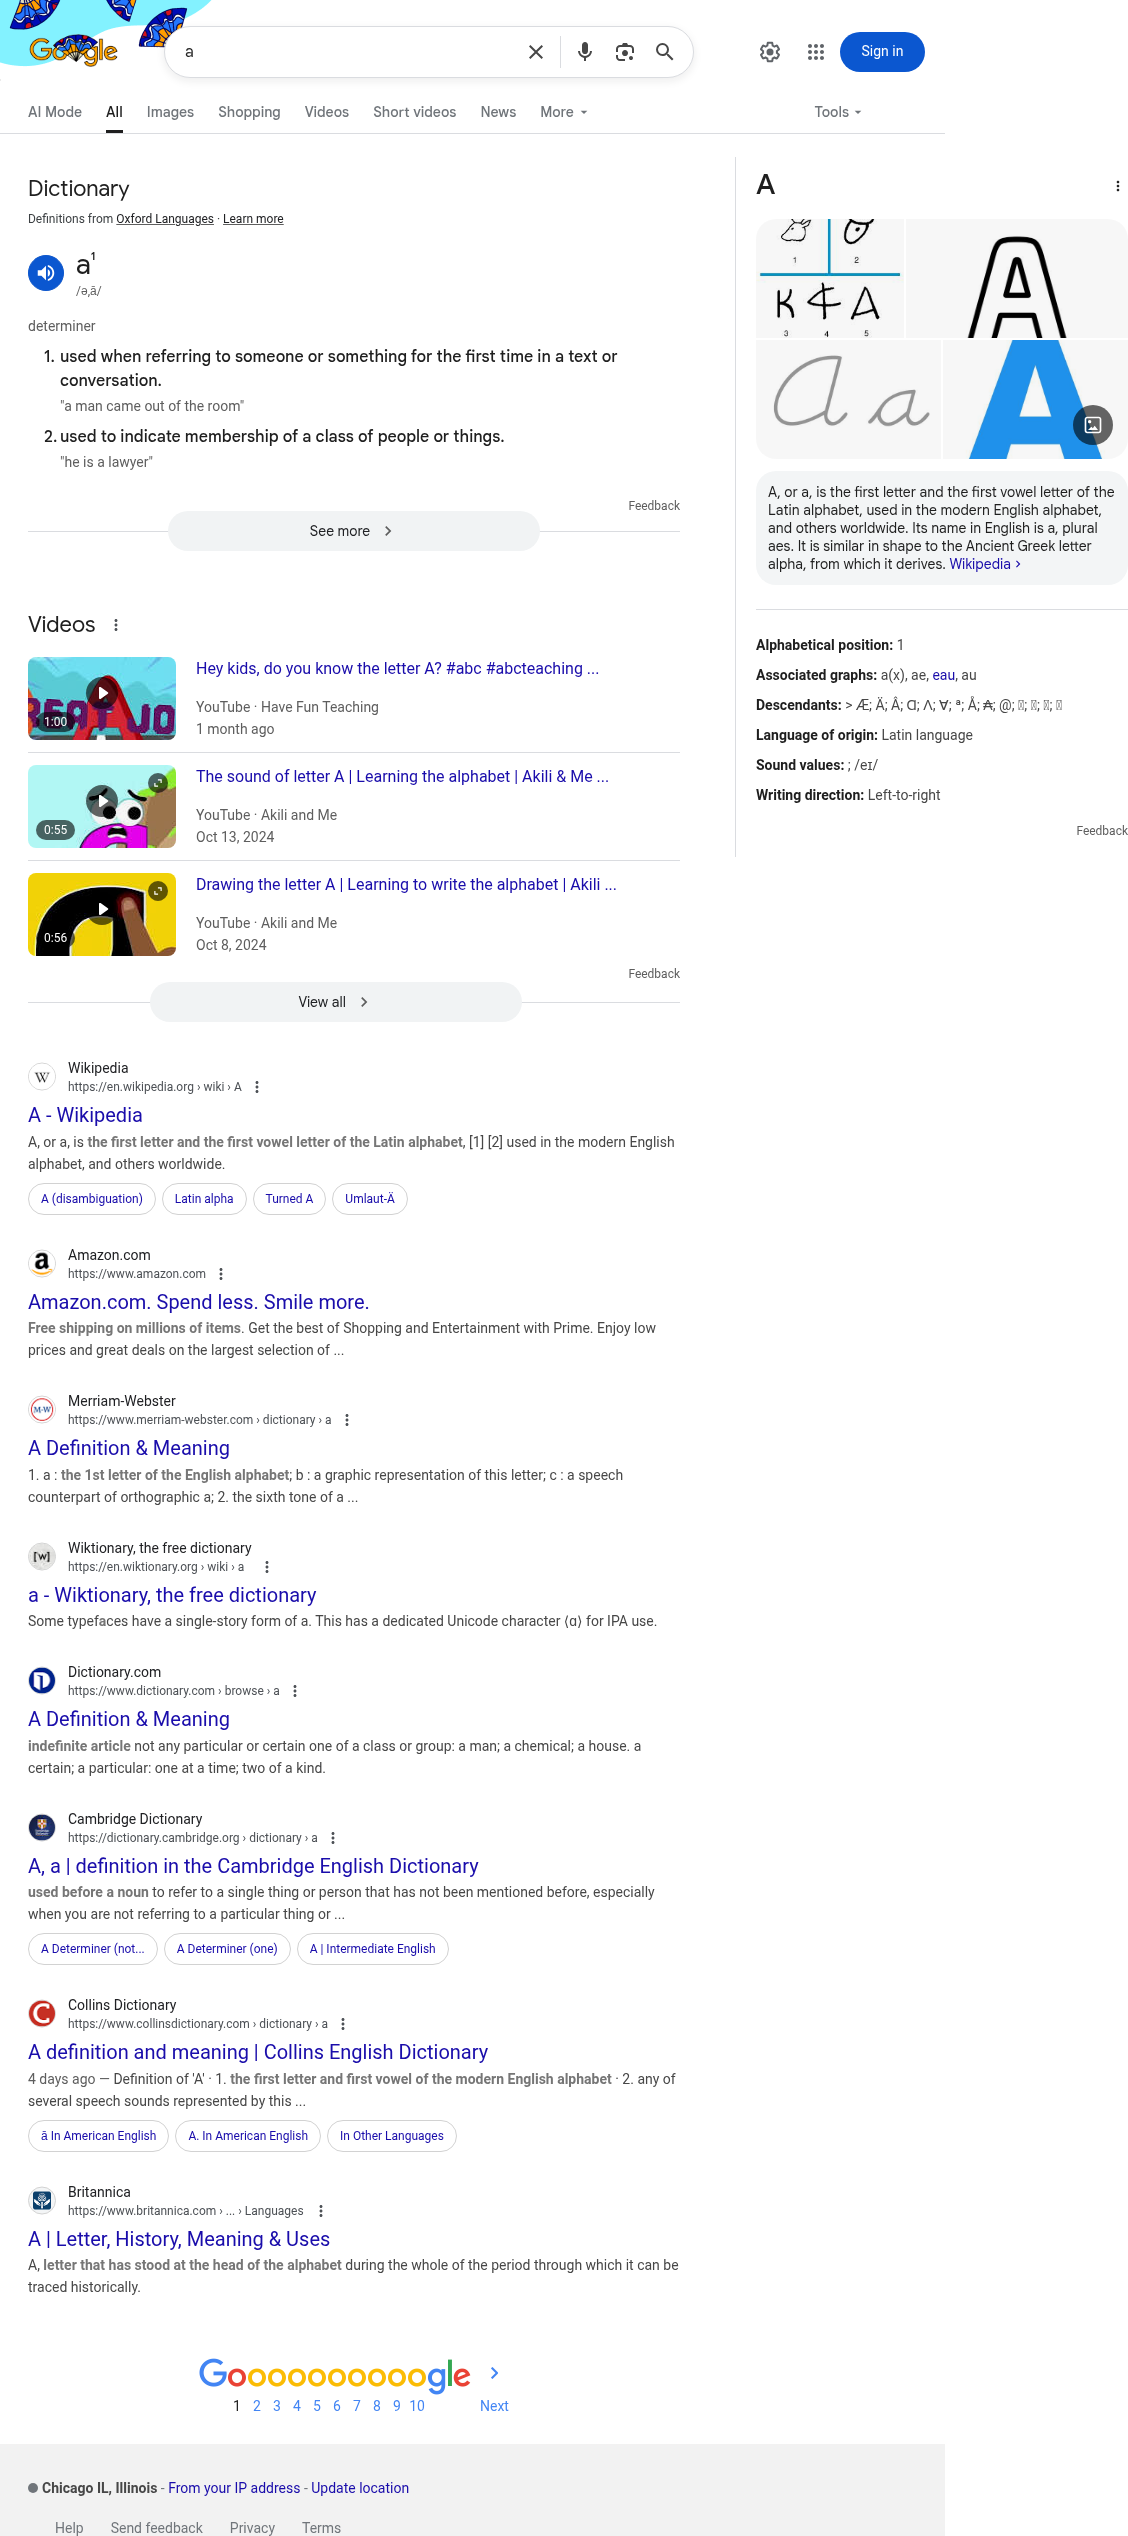 Google
a
Sign in
AI Mode
All
Images
Shopping
Videos
Short videos
News
More
Tools
Dictionary
Definitions from Oxford Languages · Learn more
a¹
/ə,ā/
determiner
1. used when referring to someone or something for the first time in a text or
conversation.
"a man came out of the room"
2. used to indicate membership of a class of people or things.
"he is a lawyer"
Feedback
See more
Videos
1:00
Hey kids, do you know the letter A? #abc #abcteaching ...
YouTube · Have Fun Teaching
1 month ago
0:55
The sound of letter A | Learning the alphabet | Akili & Me ...
YouTube · Akili and Me
Oct 13, 2024
0:56
Drawing the letter A | Learning to write the alphabet | Akili ...
YouTube · Akili and Me
Oct 8, 2024
Feedback
View all
Wikipedia
https://en.wikipedia.org › wiki › A
A - Wikipedia
A, or a, is the first letter and the first vowel letter of the Latin alphabet, [1] [2] used in the modern English
alphabet, and others worldwide.
A (disambiguation)
Latin alpha
Turned A
Umlaut-Ä
Amazon.com
https://www.amazon.com
Amazon.com. Spend less. Smile more.
Free shipping on millions of items. Get the best of Shopping and Entertainment with Prime. Enjoy low
prices and great deals on the largest selection of ...
Merriam-Webster
https://www.merriam-webster.com › dictionary › a
A Definition & Meaning
1. a : the 1st letter of the English alphabet; b : a graphic representation of this letter; c : a speech
counterpart of orthographic a; 2. the sixth tone of a ...
Wiktionary, the free dictionary
https://en.wiktionary.org › wiki › a
a - Wiktionary, the free dictionary
Some typefaces have a single-story form of a. This has a dedicated Unicode character ⟨ɑ⟩ for IPA use.
Dictionary.com
https://www.dictionary.com › browse › a
A Definition & Meaning
indefinite article not any particular or certain one of a class or group: a man; a chemical; a house. a
certain; a particular: one at a time; two of a kind.
Cambridge Dictionary
https://dictionary.cambridge.org › dictionary › a
A, a | definition in the Cambridge English Dictionary
used before a noun to refer to a single thing or person that has not been mentioned before, especially
when you are not referring to a particular thing or ...
A Determiner (not...
A Determiner (one)
A | Intermediate English
Collins Dictionary
https://www.collinsdictionary.com › dictionary › a
A definition and meaning | Collins English Dictionary
4 days ago — Definition of 'A' · 1. the first letter and first vowel of the modern English alphabet · 2. any of
several speech sounds represented by this ...
ā In American English
A. In American English
In Other Languages
Britannica
https://www.britannica.com › ... › Languages
A | Letter, History, Meaning & Uses
A, letter that has stood at the head of the alphabet during the whole of the period through which it can be
traced historically.
A
1 2
3 4 5
A
A a
A
A, or a, is the first letter and the first vowel letter of the
Latin alphabet, used in the modern English alphabet,
and others worldwide. Its name in English is a, plural
aes. It is similar in shape to the Ancient Greek letter
alpha, from which it derives. Wikipedia ›
Alphabetical position: 1
Associated graphs: a(x), ae, eau, au
Descendants: > Æ; Ä; Â; Ɑ; Λ; Ɐ; ª; Å; ₳; @;
Language of origin: Latin language
Sound values: ; /eɪ/
Writing direction: Left-to-right
Feedback
Goooooooooogle
1 2 3 4 5 6 7 8 9 10 Next
Chicago IL, Illinois - From your IP address - Update location
Help
Send feedback
Privacy
Terms